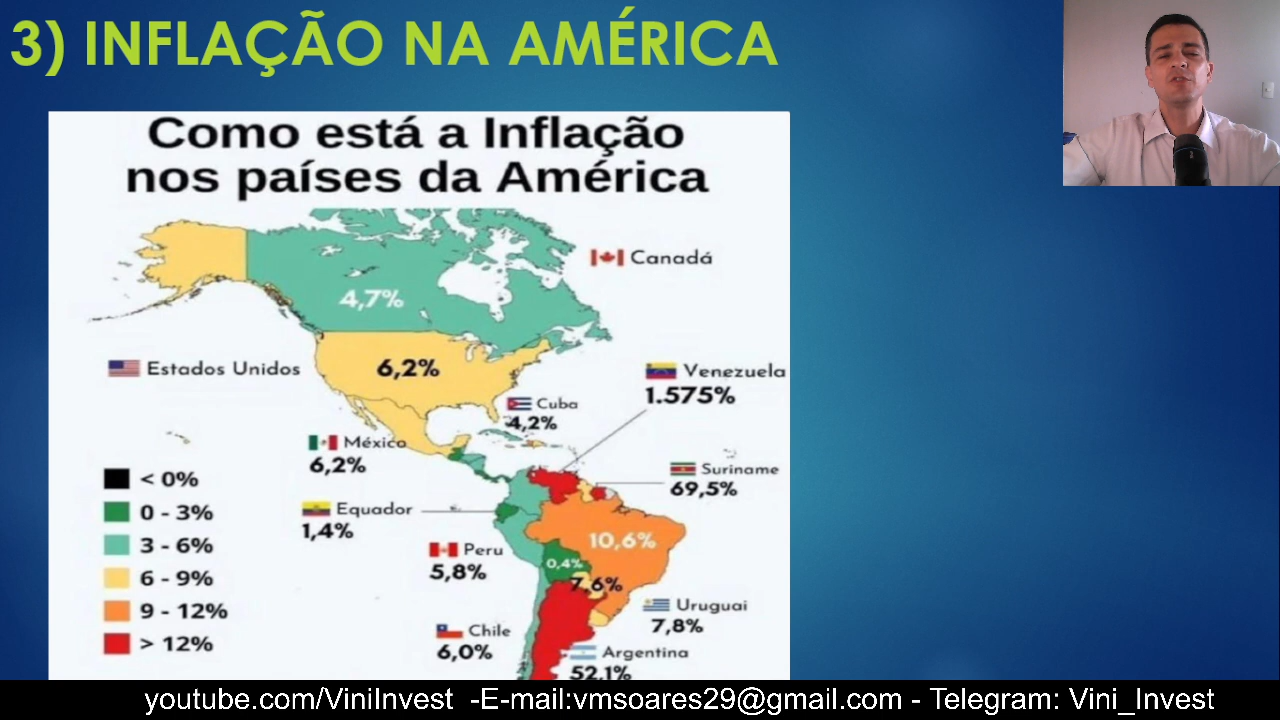 3) INFLAÇÃO NA AMÉRICA
Como está a Inflação
nos países da América
Canadá
4,7%
Estados Unidos
6,2%
Venezuela
1.575%
Cuba
4,2%
México
6,2%
Suriname
69,5%
Equador
1,4%
< 0%
0 - 3%
3 - 6%
6 - 9%
9 - 12%
> 12%
10,6%
Peru
5,8%
0,4%
7,6%
Uruguai
7,8%
Chile
6,0%
Argentina
52,1%
youtube.com/ViniInvest -E-mail:vmsoares29@gmail.com - Telegram: Vini_Invest